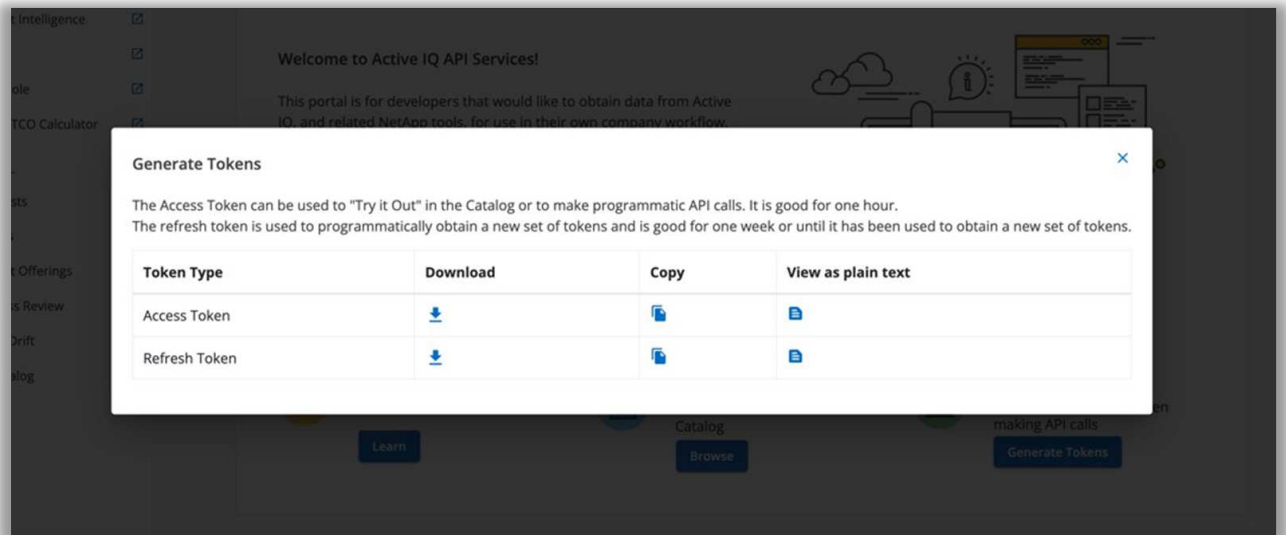 t Intelligence
ole
TCO Calculator
sts
t Offerings
ss Review
Drift
alog
Welcome to Active IQ API Services!
This portal is for developers that would like to obtain data from Active
IQ, and related NetApp tools, for use in their own company workflow.
Generate Tokens
The Access Token can be used to "Try it Out" in the Catalog or to make programmatic API calls. It is good for one hour.
The refresh token is used to programmatically obtain a new set of tokens and is good for one week or until it has been used to obtain a new set of tokens.
Token Type Download Copy View as plain text
Access Token
Refresh Token
Learn
Catalog
Browse
en
making API calls
Generate Tokens